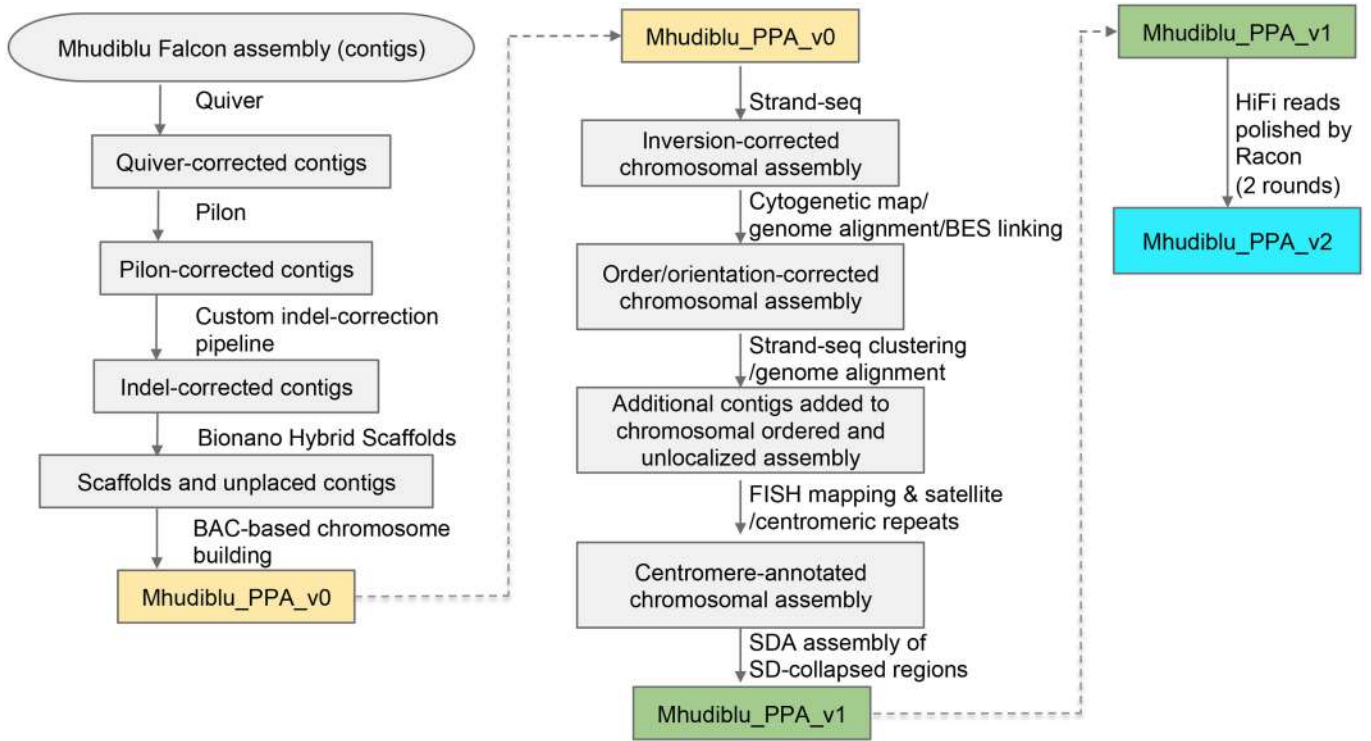 Mhudiblu Falcon assembly (contigs)
Quiver
Quiver-corrected contigs
Pilon
Pilon-corrected contigs
Custom indel-correction
pipeline
Indel-corrected contigs
Bionano Hybrid Scaffolds
Scaffolds and unplaced contigs
BAC-based chromosome
building
Mhudiblu_PPA_v0
Mhudiblu_PPA_v0
Strand-seq
Inversion-corrected
chromosomal assembly
Cytogenetic map/
genome alignment/BES linking
Order/orientation-corrected
chromosomal assembly
Strand-seq clustering
/genome alignment
Additional contigs added to
chromosomal ordered and
unlocalized assembly
FISH mapping & satellite
/centromeric repeats
Centromere-annotated
chromosomal assembly
SDA assembly of
SD-collapsed regions
Mhudiblu_PPA_v1
Mhudiblu_PPA_v1
HiFi reads
polished by
Racon
(2 rounds)
Mhudiblu_PPA_v2